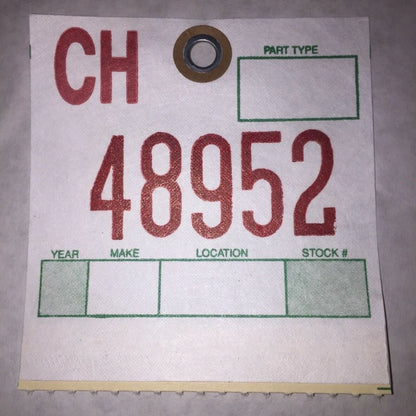 CH
PART TYPE
48952
YEAR MAKE LOCATION STOCK #